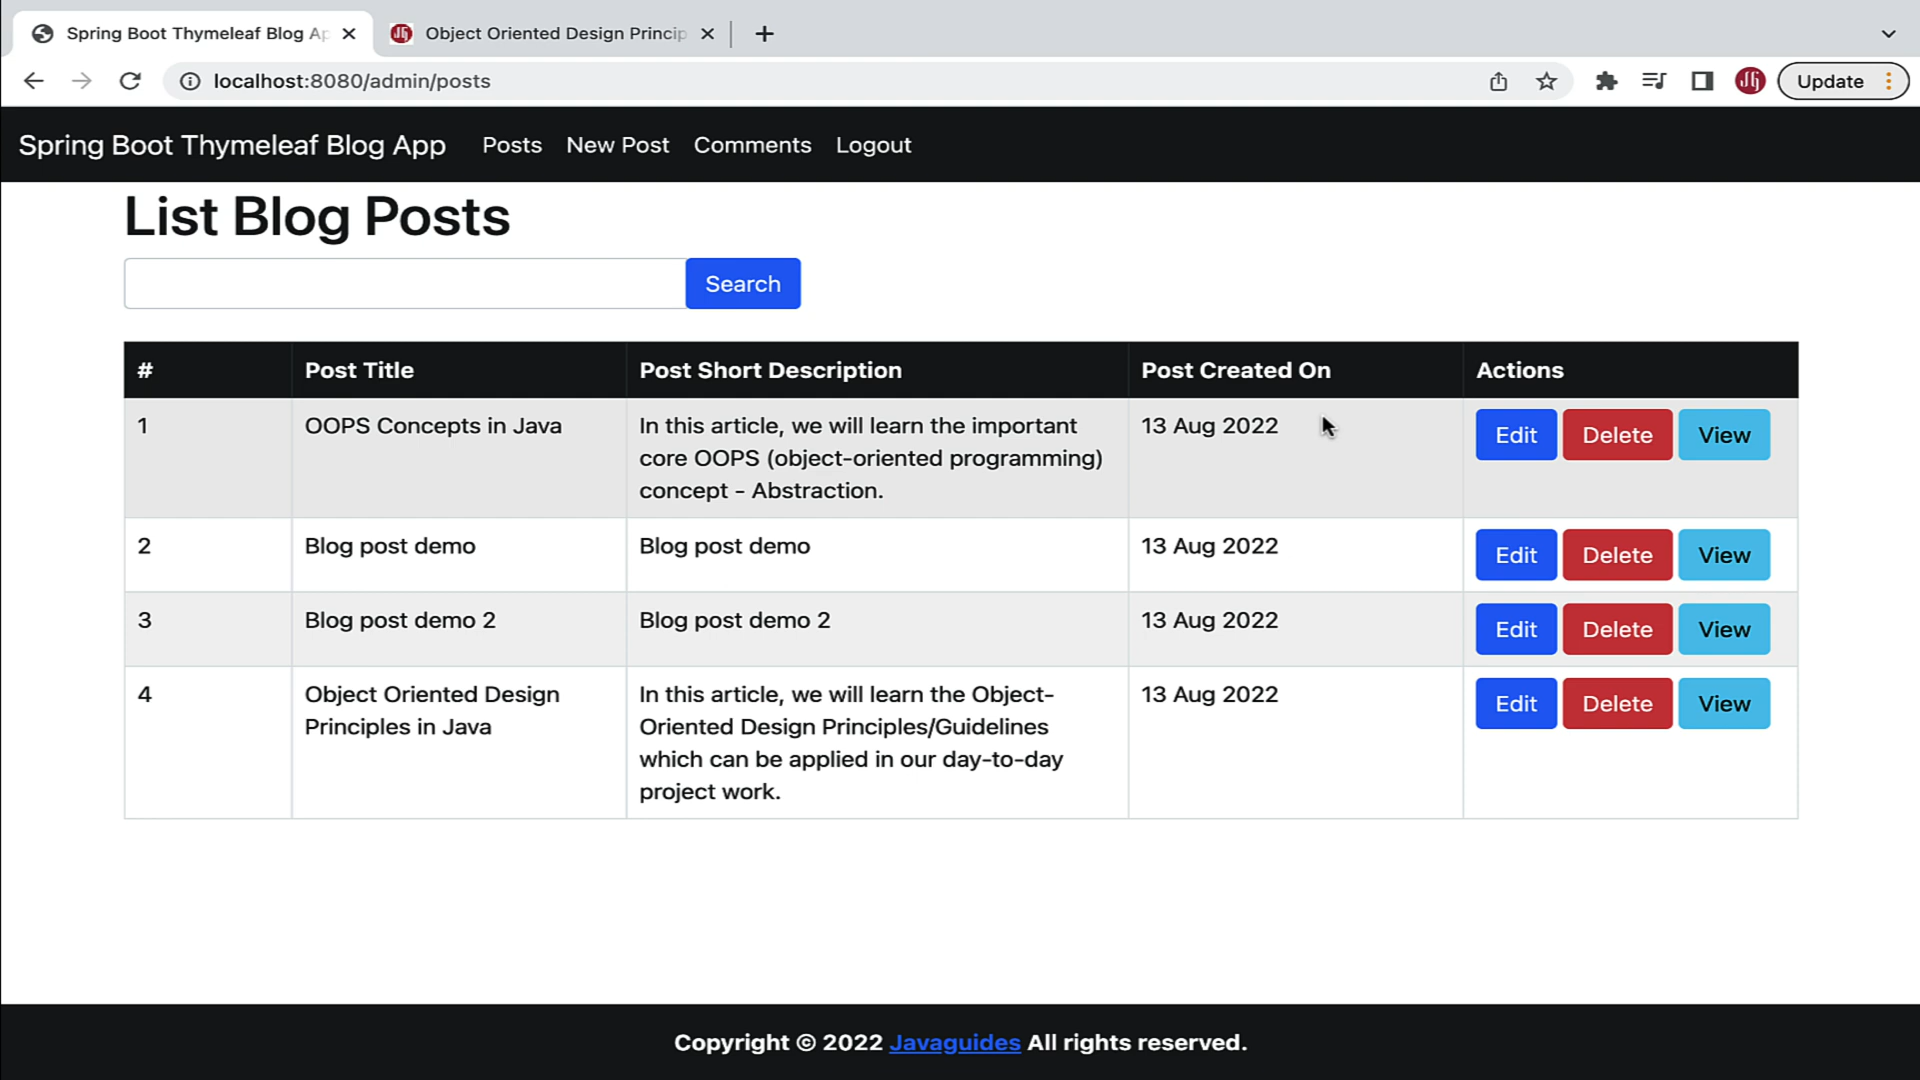 Spring Boot Thymeleaf Blog Ap
Object Oriented Design Princip
localhost:8080/admin/posts
Update
Spring Boot Thymeleaf Blog App Posts New Post Comments Logout
List Blog Posts
Search
# Post Title Post Short Description Post Created On Actions
1 OOPS Concepts in Java In this article, we will learn the important 13 Aug 2022 Edit Delete View
core OOPS (object-oriented programming)
concept - Abstraction.
2 Blog post demo Blog post demo 13 Aug 2022 Edit Delete View
3 Blog post demo 2 Blog post demo 2 13 Aug 2022 Edit Delete View
4 Object Oriented Design In this article, we will learn the Object- 13 Aug 2022 Edit Delete View
Principles in Java Oriented Design Principles/Guidelines
which can be applied in our day-to-day
project work.
Copyright © 2022 Javaguides All rights reserved.